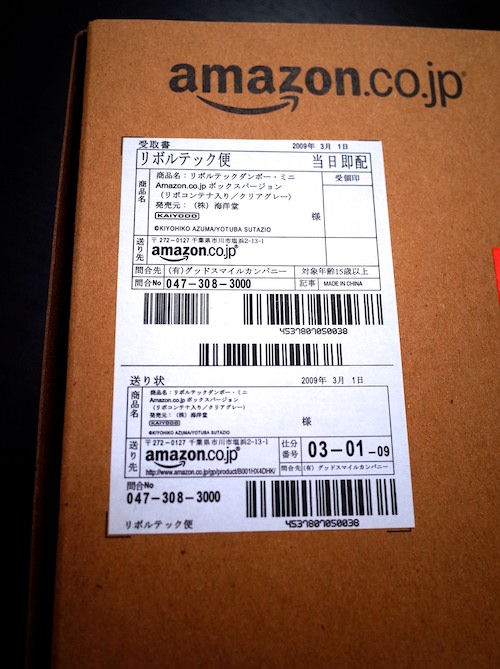 amazon.co.jp
受取書 2009年 3月 1日
リボルテック便 当日即配
商品名
商品名：リボルテックダンボー・ミニ
Amazon.co.jp ボックスバージョン
（リボコンテナ入り／クリアグレー）
発売元：（株）海洋堂
KAIYODO 様
©KIYOHIKO AZUMA/YOTUBA SUTAZIO
受領印
送り先
〒272-0127 千葉県市川市塩浜2-13-1
amazon.co.jp
問合先 （有）グッドスマイルカンパニー 対象年齢15歳以上
問合No 047-308-3000 記事 MADE IN CHINA
4537807050038
送り状 2009年 3月 1日
商品名
商品名：リボルテックダンボー・ミニ
Amazon.co.jp ボックスバージョン
（リボコンテナ入り／クリアグレー）
発売元：（株）海洋堂
KAIYODO 様
©KIYOHIKO AZUMA/YOTUBA SUTAZIO
送り先
〒272-0127 千葉県市川市塩浜2-13-1
amazon.co.jp
http://www.amazon.co.jp/gp/product/B001HX4DHK/
仕分番号 03-01-09
問合先 （有）グッドスマイルカンパニー
問合No
047-308-3000
4537807050038
リボルテック便